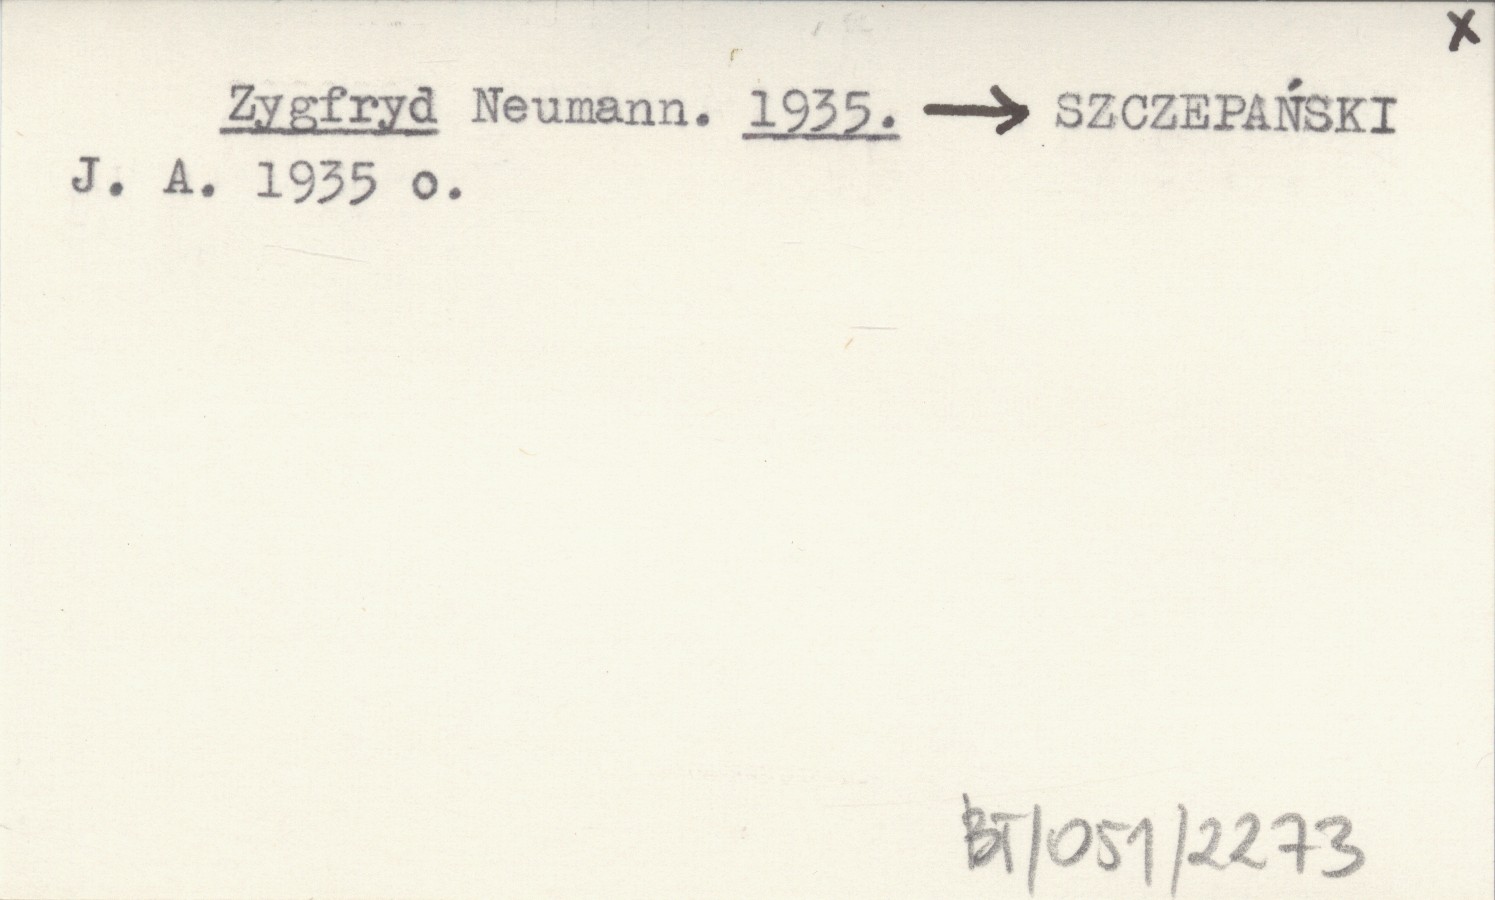 X
Zygfryd Neumann. 1935. → SZCZEPAŃSKI
J. A. 1935 o.
BT/051/2273